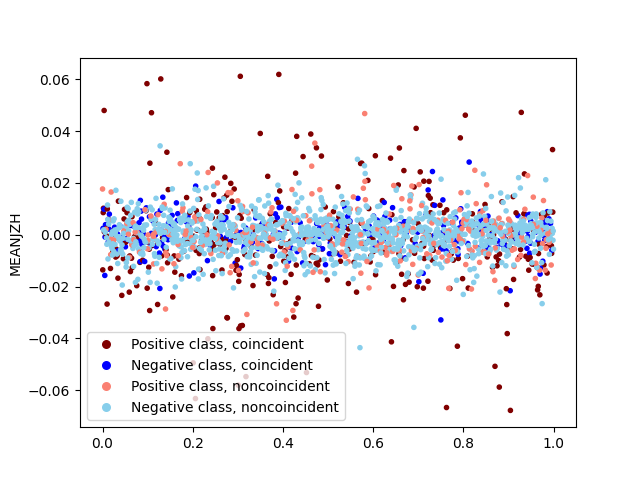 0.06
0.04
0.02
0.00
−0.02
−0.04
−0.06
MEANJZH
Positive class, coincident
Negative class, coincident
Positive class, noncoincident
Negative class, noncoincident
0.0 0.2 0.4 0.6 0.8 1.0